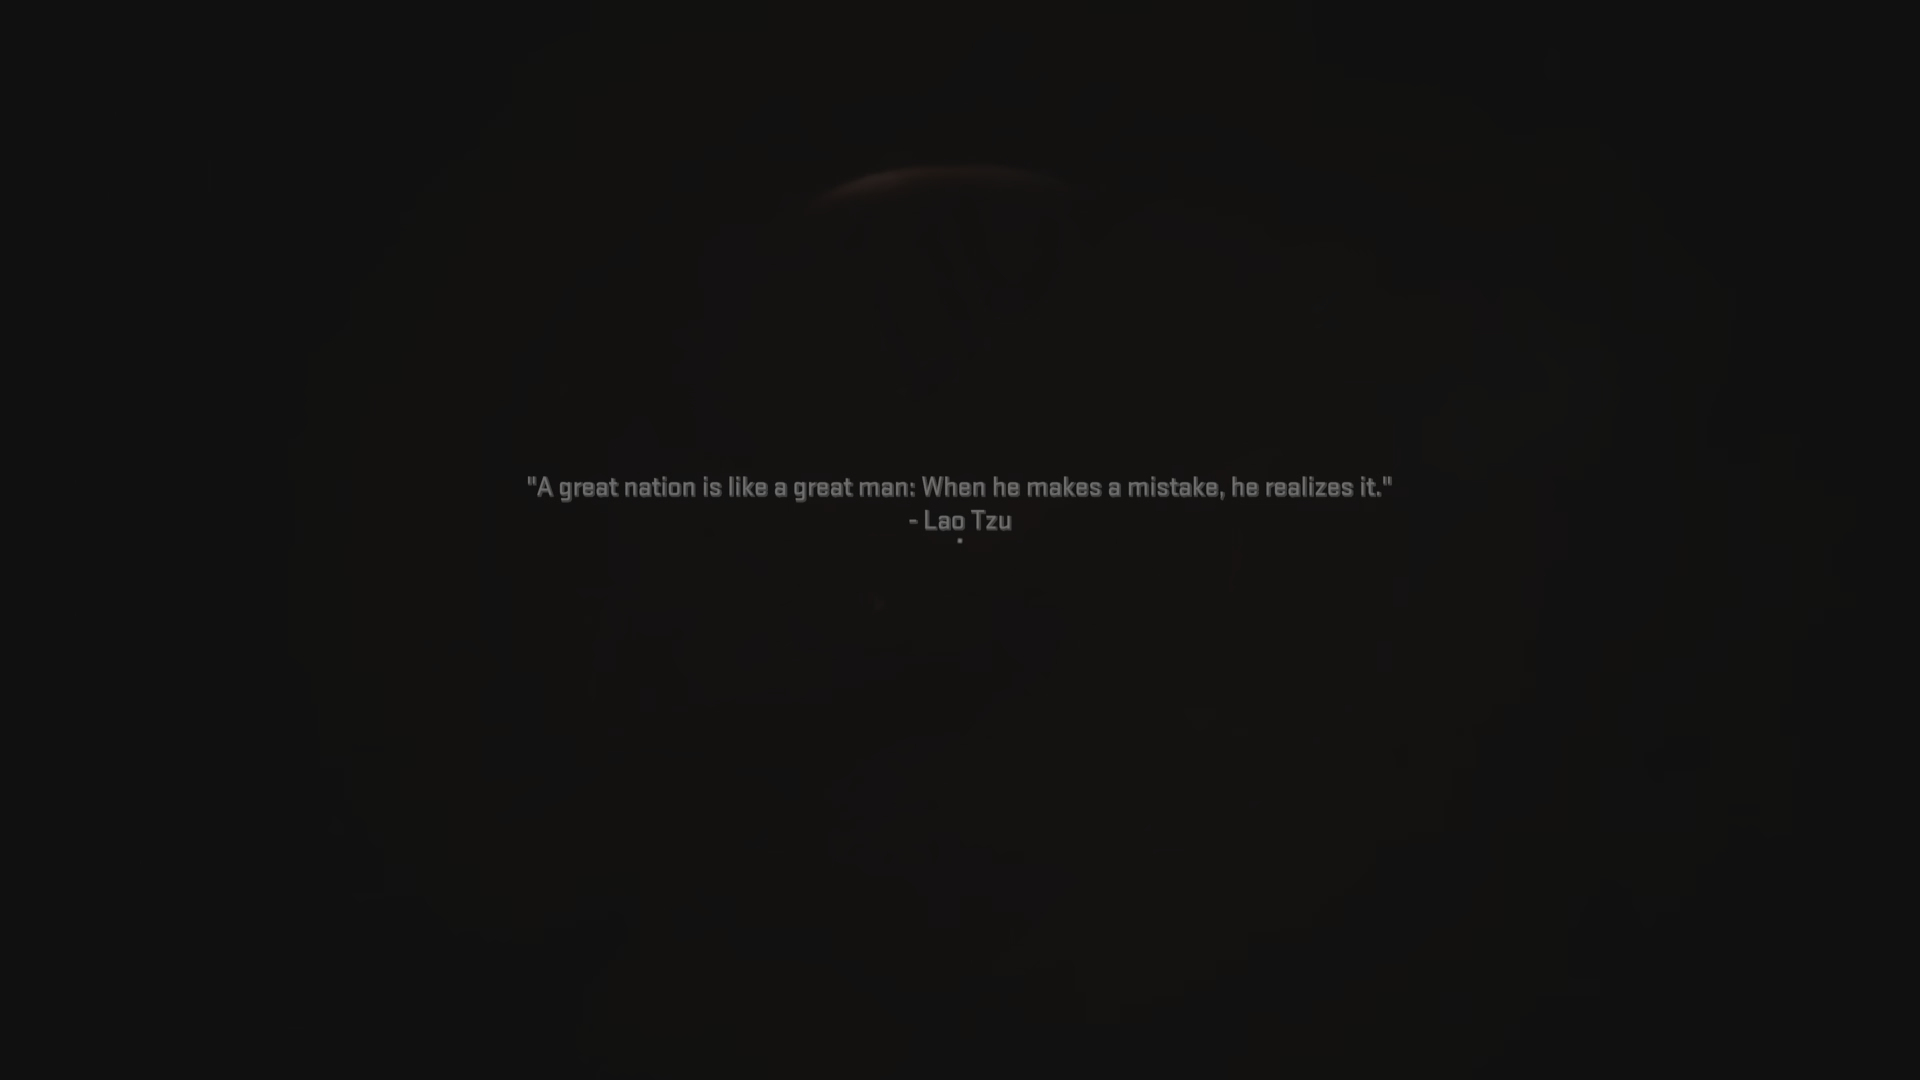 "A great nation is like a great man: When he makes a mistake, he realizes it."
- Lao Tzu